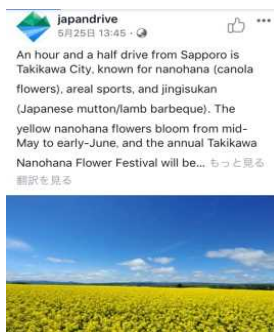 japandrive
5月25日 13:45 ·
An hour and a half drive from Sapporo is
Takikawa City, known for nanohana (canola
flowers), areal sports, and jingisukan
(Japanese mutton/lamb barbeque). The
yellow nanohana flowers bloom from mid-
May to early-June, and the annual Takikawa
Nanohana Flower Festival will be... もっと見る
翻訳を見る